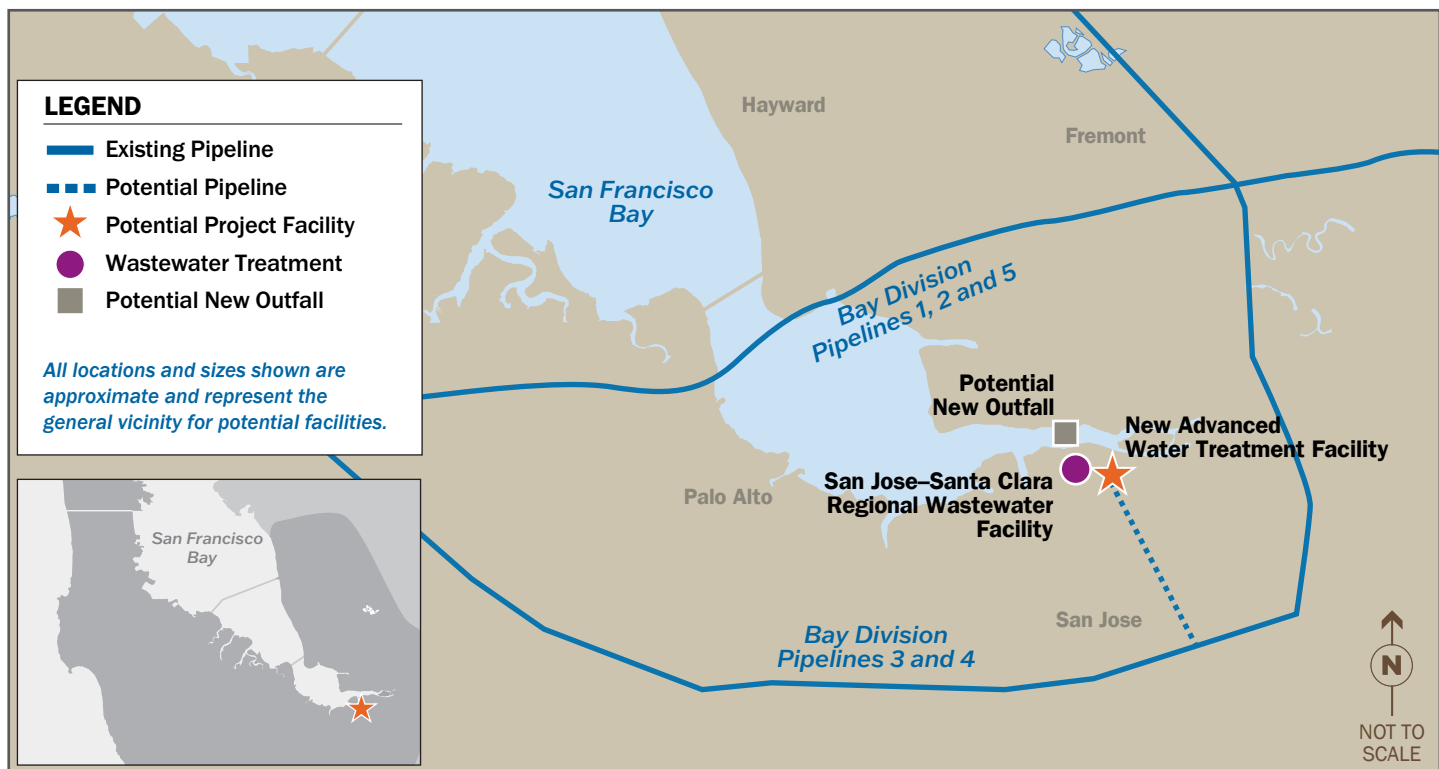 LEGEND
Existing Pipeline
Potential Pipeline
Potential Project Facility
Wastewater Treatment
Potential New Outfall
All locations and sizes shown are
approximate and represent the
general vicinity for potential facilities.
San Francisco
Bay
Hayward
Fremont
San Francisco
Bay
Bay Division
Pipelines 1, 2 and 5
Potential
New Outfall
New Advanced
Water Treatment Facility
San Jose–Santa Clara
Regional Wastewater
Facility
Palo Alto
San Jose
Bay Division
Pipelines 3 and 4
N
NOT TO
SCALE